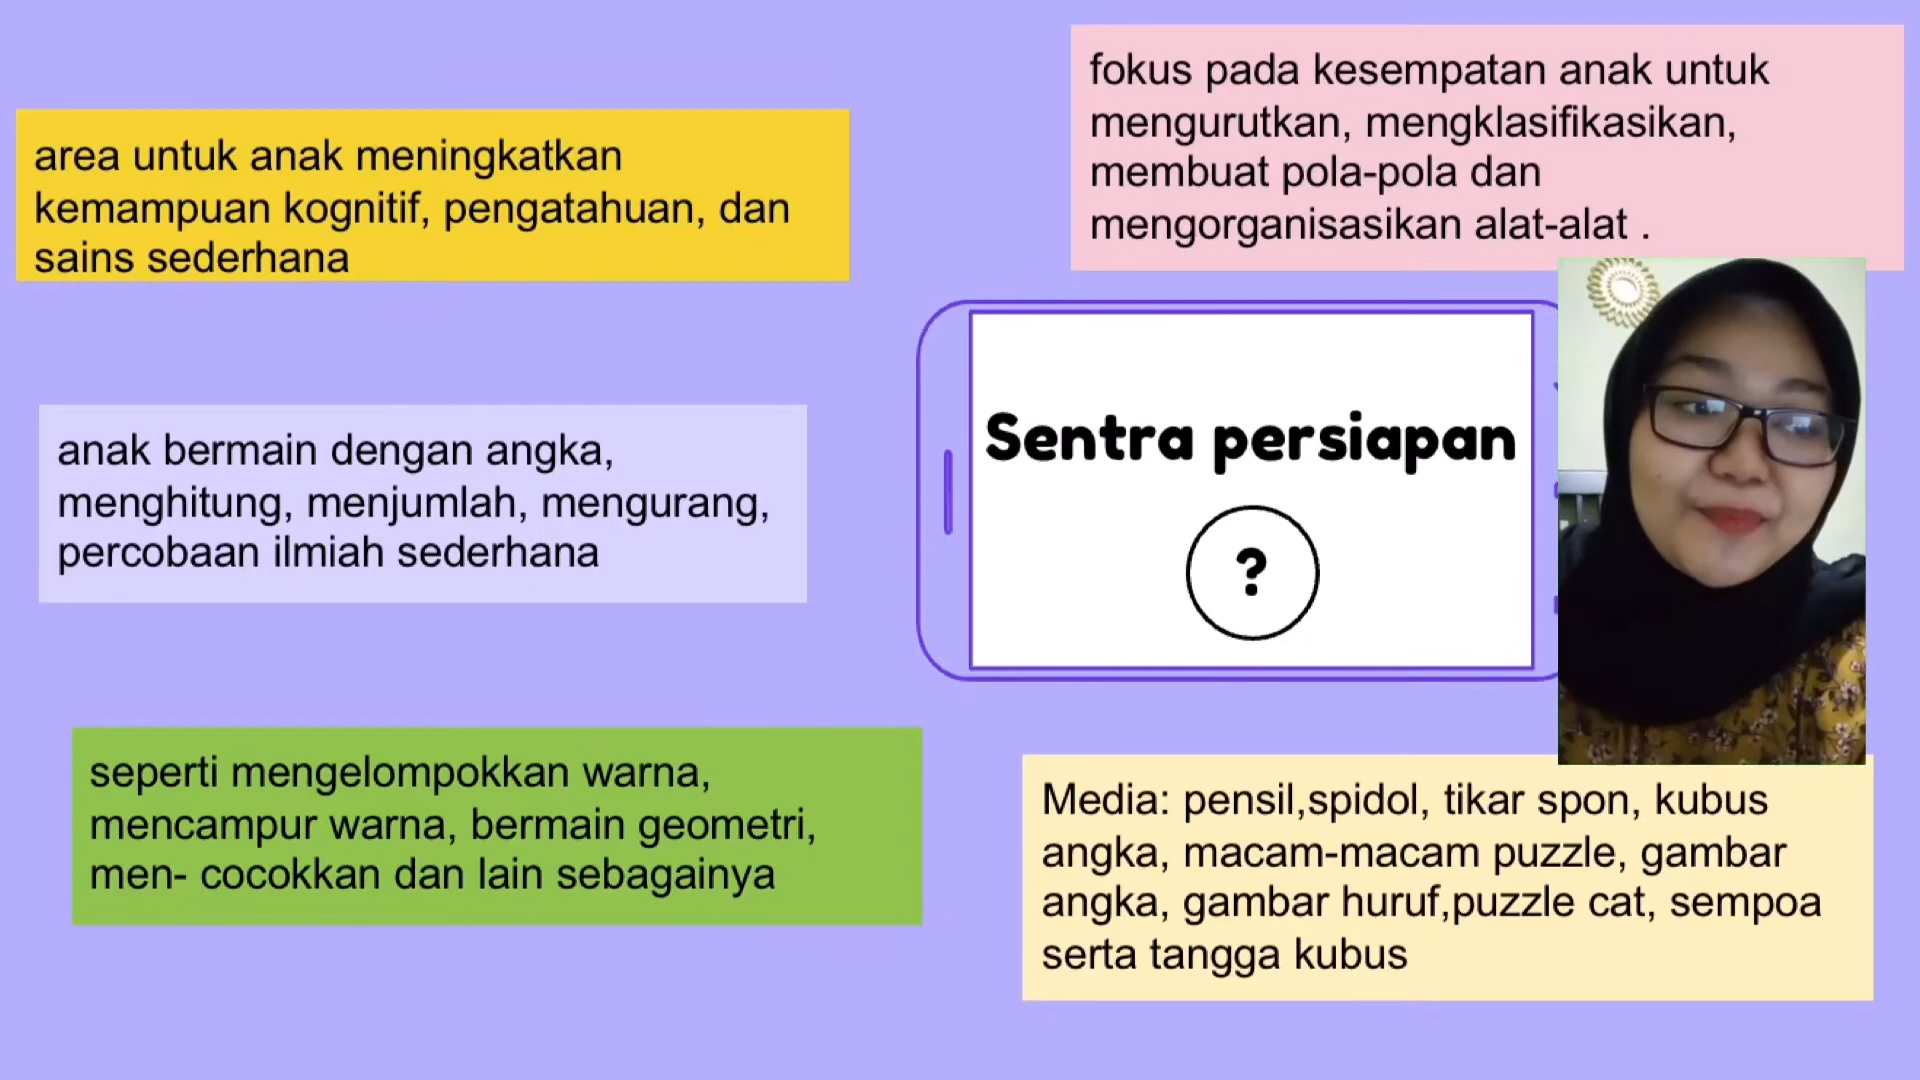 area untuk anak meningkatkan
kemampuan kognitif, pengatahuan, dan
sains sederhana
anak bermain dengan angka,
menghitung, menjumlah, mengurang,
percobaan ilmiah sederhana
seperti mengelompokkan warna,
mencampur warna, bermain geometri,
men- cocokkan dan lain sebagainya
fokus pada kesempatan anak untuk
mengurutkan, mengklasifikasikan,
membuat pola-pola dan
mengorganisasikan alat-alat .
Sentra persiapan
?
Media: pensil,spidol, tikar spon, kubus
angka, macam-macam puzzle, gambar
angka, gambar huruf,puzzle cat, sempoa
serta tangga kubus